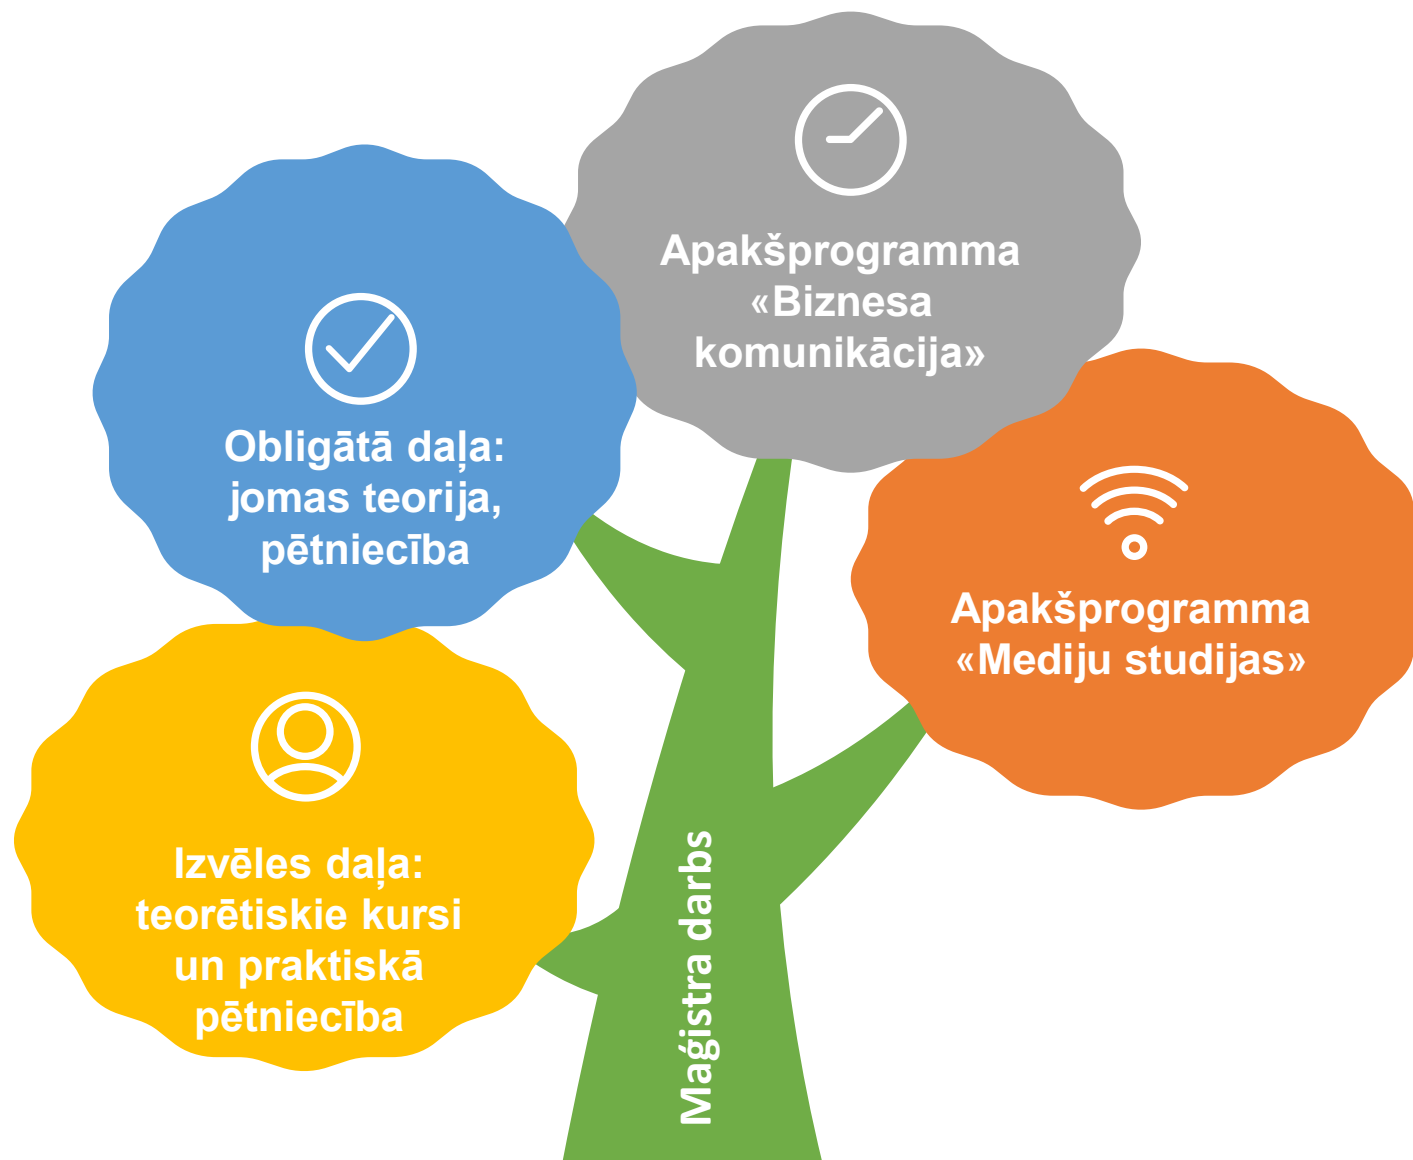 Apakšprogramma
«Biznesa
komunikācija»
Obligātā daļa:
jomas teorija,
pētniecība
Apakšprogramma
«Mediju studijas»
Izvēles daļa:
teorētiskie kursi
un praktiskā
pētniecība
Maģistra darbs